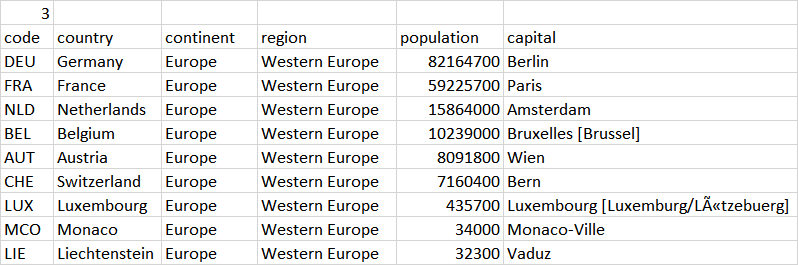 3
code country continent region population capital
DEU Germany Europe Western Europe 82164700 Berlin
FRA France Europe Western Europe 59225700 Paris
NLD Netherlands Europe Western Europe 15864000 Amsterdam
BEL Belgium Europe Western Europe 10239000 Bruxelles [Brussel]
AUT Austria Europe Western Europe 8091800 Wien
CHE Switzerland Europe Western Europe 7160400 Bern
LUX Luxembourg Europe Western Europe 435700 Luxembourg [Luxemburg/LÃ«tzebuerg]
MCO Monaco Europe Western Europe 34000 Monaco-Ville
LIE Liechtenstein Europe Western Europe 32300 Vaduz